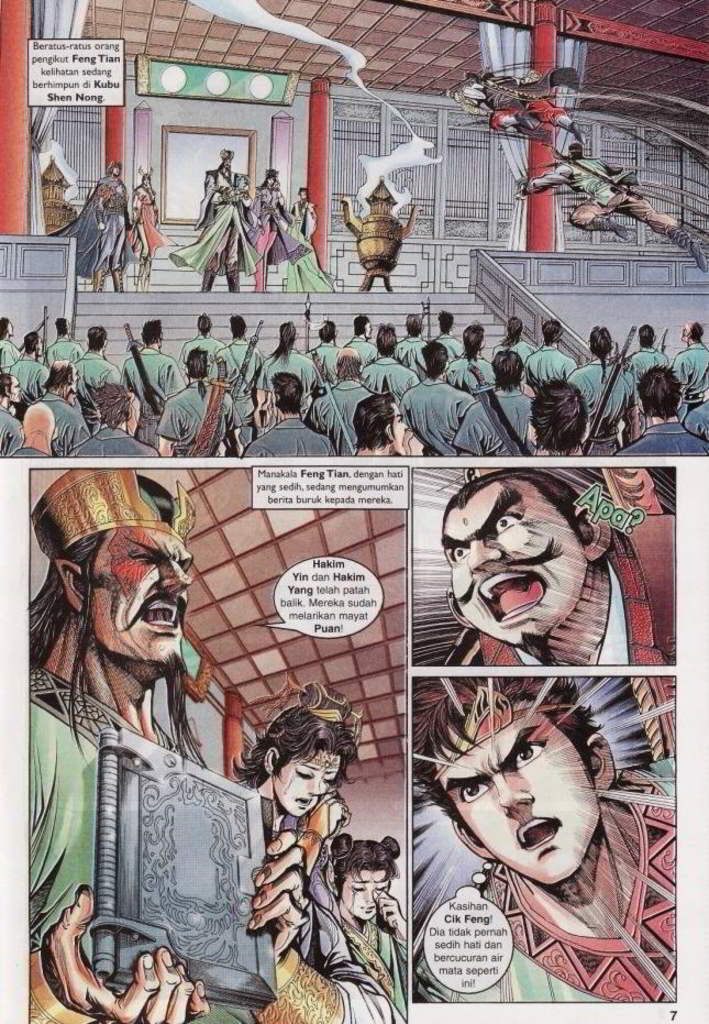 Beratus-ratus orang
pengikut Feng Tian
kelihatan sedang
berhimpun di Kubu
Shen Nong.
Manakala Feng Tian, dengan hati
yang sedih, sedang mengumumkan
berita buruk kepada mereka.
Hakim
Yin dan Hakim
Yang telah patah
balik. Mereka sudah
melarikan mayat
Puan!
Apa?
Kasihan
Cik Feng!
Dia tidak pernah
sedih hati dan
bercucuran air
mata seperti
ini!
7